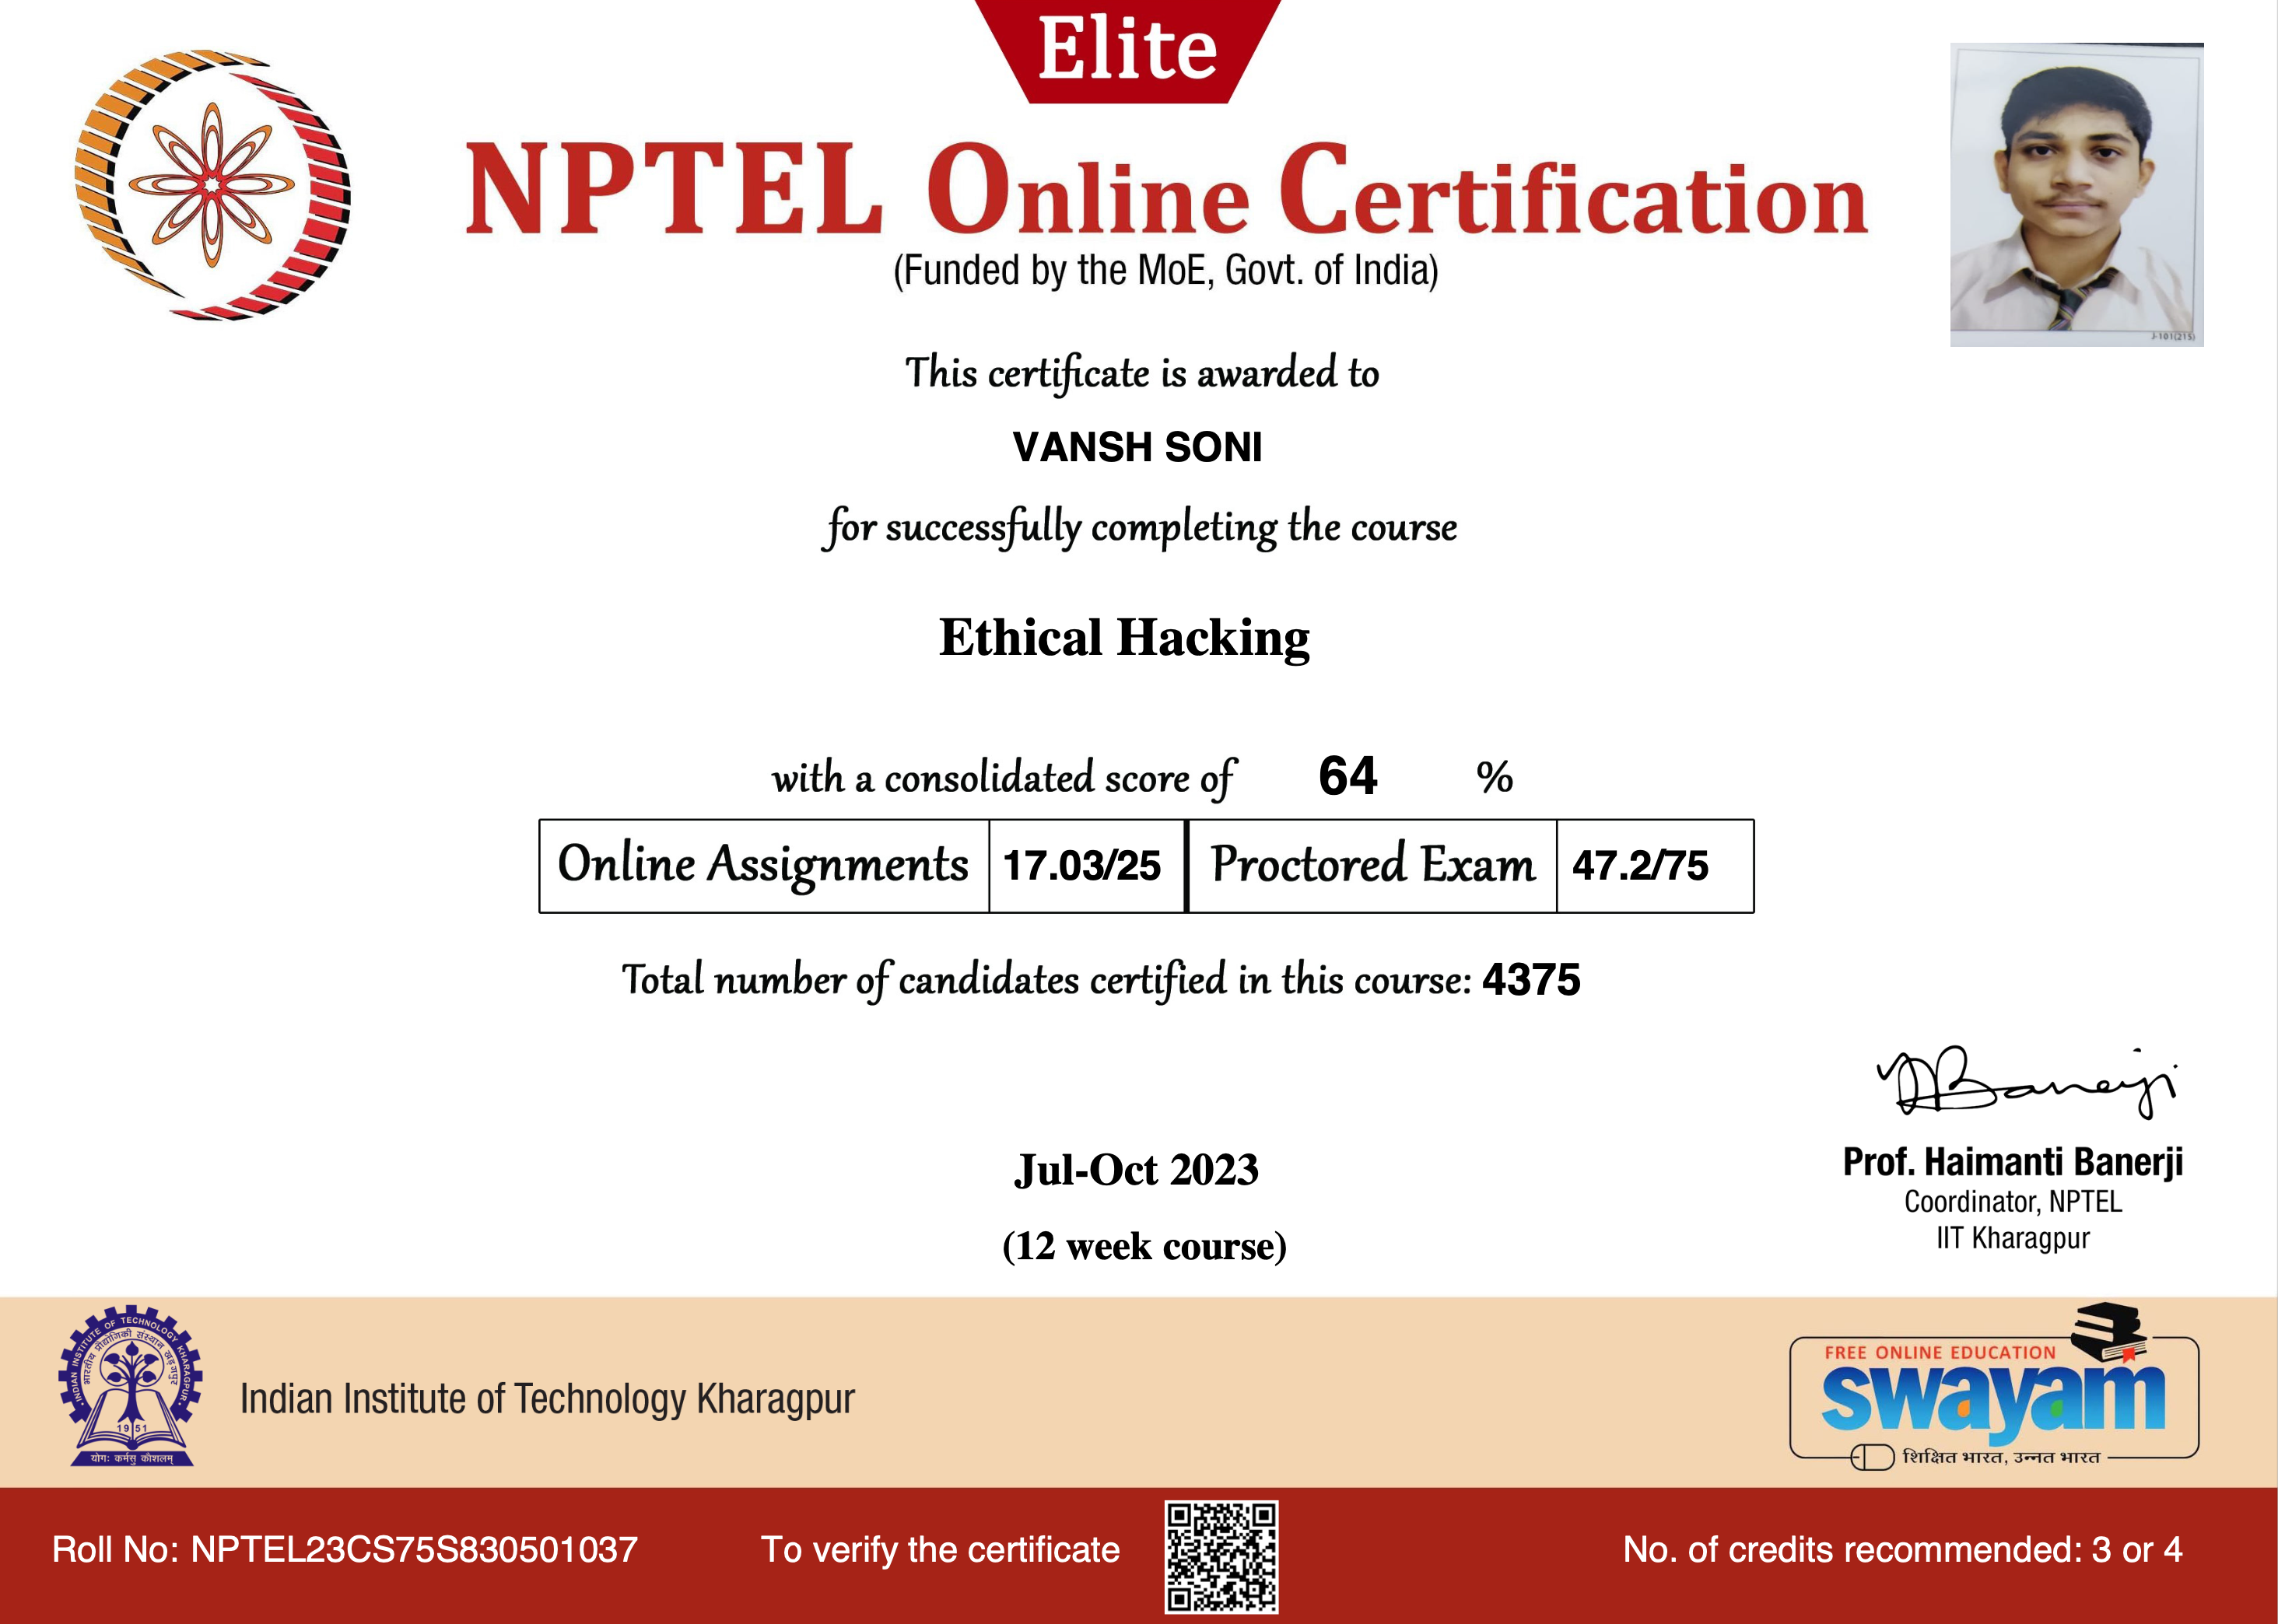 Elite
NPTEL Online Certification
(Funded by the MoE, Govt. of India)
J-101(215)
This certificate is awarded to
VANSH SONI
for successfully completing the course
Ethical Hacking
with a consolidated score of 64 %
Online Assignments 17.03/25 Proctored Exam 47.2/75
Total number of candidates certified in this course: 4375
Banerji
Jul-Oct 2023
(12 week course)
Prof. Haimanti Banerji
Coordinator, NPTEL
IIT Kharagpur
INDIAN INSTITUTE OF TECHNOLOGY KHARAGPUR
भारतीय प्रौद्योगिकी संस्थान खड़गपुर
1951
योगः कर्मसु कौशलम्
Indian Institute of Technology Kharagpur
FREE ONLINE EDUCATION
swayam
शिक्षित भारत, उन्नत भारत
Roll No: NPTEL23CS75S830501037
To verify the certificate
No. of credits recommended: 3 or 4